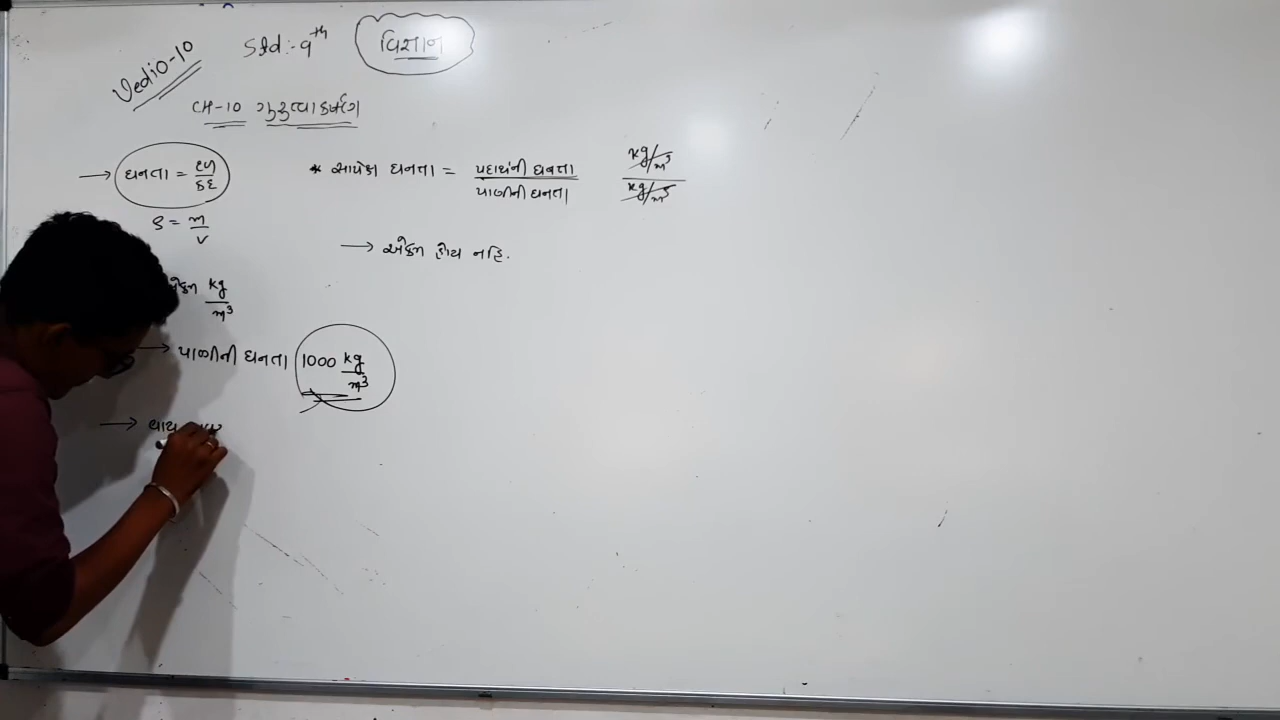 Vedio-10
Std:-9th
વિજ્ઞાન
CH-10 ગુરુત્વાકર્ષણ
→ ઘનતા = દળ/કદ
ρ = m/v
એકમ kg/m³
→ પાણીની ઘનતા 1000 kg/m³
→ વાયુ
* સાપેક્ષ ઘનતા = પદાર્થની ઘનતા/પાણીની ઘનતા kg/m³/kg/m³
→ એકમ હોય નહિ.